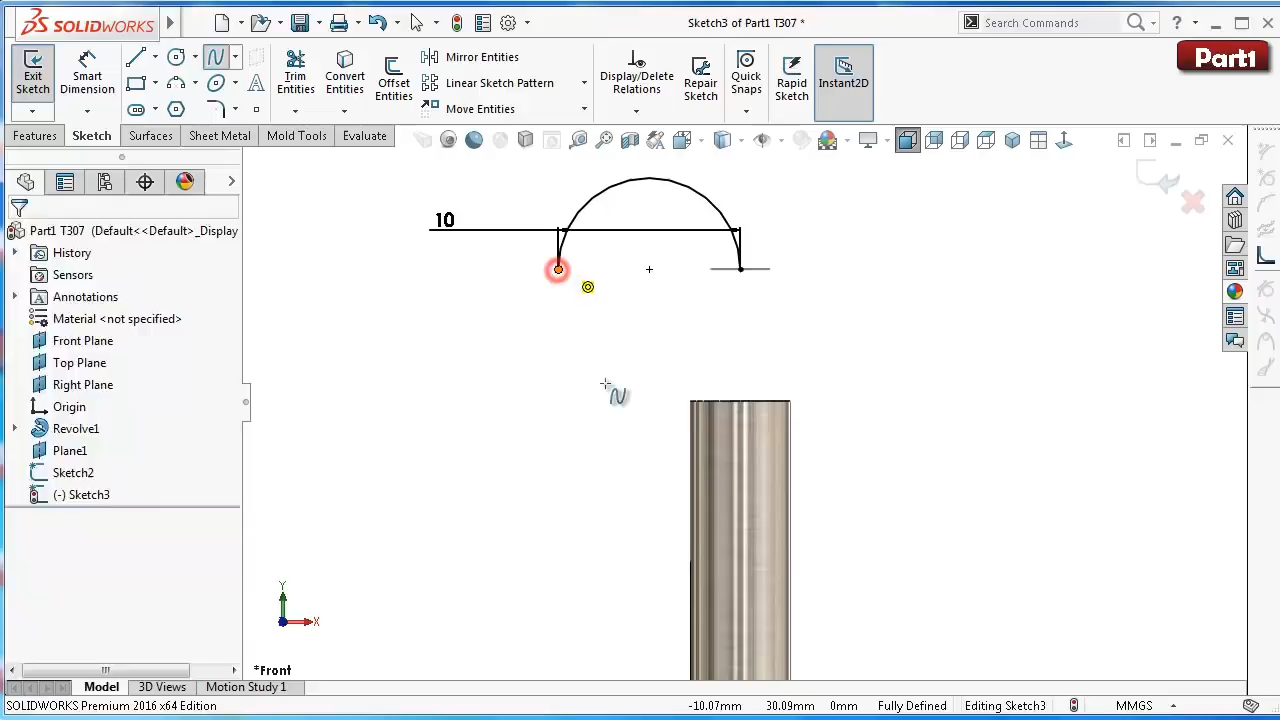 SOLIDWORKS
Sketch3 of Part1 T307 *
Search Commands
Part1
Exit Sketch
Smart Dimension
Trim Entities
Convert Entities
Offset Entities
Mirror Entities
Linear Sketch Pattern
Move Entities
Display/Delete Relations
Repair Sketch
Quick Snaps
Rapid Sketch
Instant2D
Features
Sketch
Surfaces
Sheet Metal
Mold Tools
Evaluate
Part1 T307 (Default<<Default>_Display
History
Sensors
Annotations
Material <not specified>
Front Plane
Top Plane
Right Plane
Origin
Revolve1
Plane1
Sketch2
(-) Sketch3
10
Y
X
*Front
Model
3D Views
Motion Study 1
SOLIDWORKS Premium 2016 x64 Edition
-10.07mm
30.09mm
0mm
Fully Defined
Editing Sketch3
MMGS